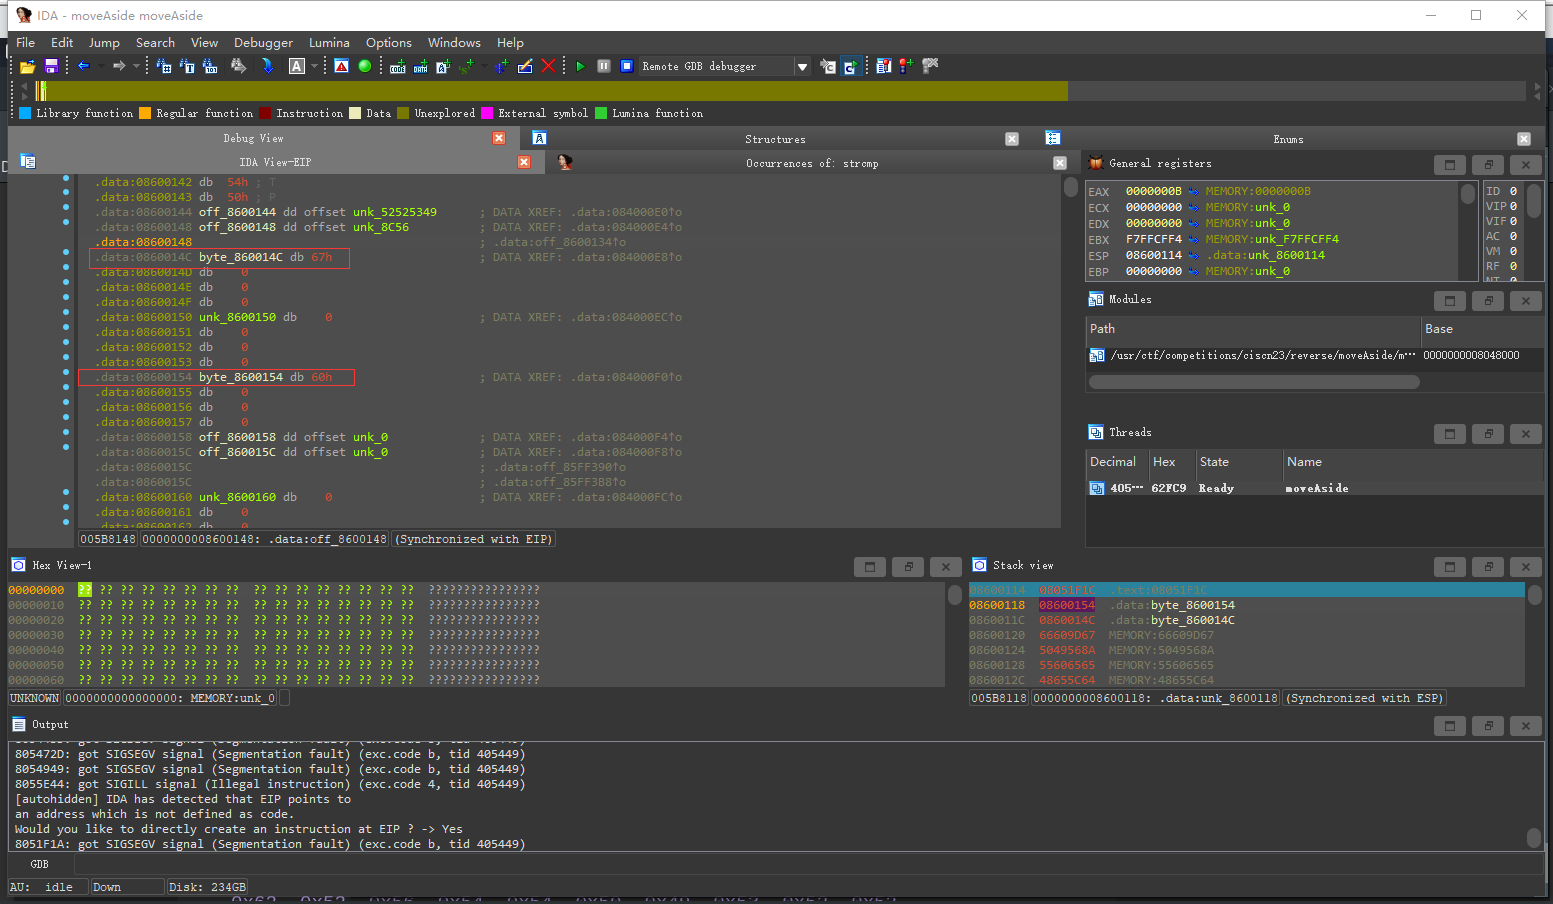 IDA - moveAside moveAside
File Edit Jump Search View Debugger Lumina Options Windows Help
Remote GDB debugger
Library function Regular function Instruction Data Unexplored External symbol Lumina function
Debug View Structures Enums
IDA View-EIP Occurrences of: strcmp General registers
.data:08600142 db 54h ; T
.data:08600143 db 50h ; P
.data:08600144 off_8600144 dd offset unk_52525349 ; DATA XREF: .data:084000E0↑o
.data:08600148 off_8600148 dd offset unk_8C56 ; DATA XREF: .data:084000E4↑o
.data:08600148 ; .data:off_8600134↑o
.data:0860014C byte_860014C db 67h ; DATA XREF: .data:084000E8↑o
.data:0860014D db 0
.data:0860014E db 0
.data:0860014F db 0
.data:08600150 unk_8600150 db 0 ; DATA XREF: .data:084000EC↑o
.data:08600151 db 0
.data:08600152 db 0
.data:08600153 db 0
.data:08600154 byte_8600154 db 60h ; DATA XREF: .data:084000F0↑o
.data:08600155 db 0
.data:08600156 db 0
.data:08600157 db 0
.data:08600158 off_8600158 dd offset unk_0 ; DATA XREF: .data:084000F4↑o
.data:0860015C off_860015C dd offset unk_0 ; DATA XREF: .data:084000F8↑o
.data:0860015C ; .data:off_85FF390↑o
.data:0860015C ; .data:off_85FF3B8↑o
.data:08600160 unk_8600160 db 0 ; DATA XREF: .data:084000FC↑o
.data:08600161 db 0
.data:08600162 db 0
005B8148 0000000008600148: .data:off_8600148 (Synchronized with EIP)
EAX 0000000B MEMORY:0000000B
ECX 00000000 MEMORY:unk_0
EDX 00000000 MEMORY:unk_0
EBX F7FFCFF4 MEMORY:unk_F7FFCFF4
ESP 08600114 .data:unk_8600114
EBP 00000000 MEMORY:unk_0
ID 0
VIP 0
VIF 0
AC 0
VM 0
RF 0
NT 0
Modules
Path Base
/usr/ctf/competitions/ciscn23/reverse/moveAside/m··· 0000000008048000
Threads
Decimal Hex State Name
405··· 62FC9 Ready moveAside
Hex View-1
00000000 ?? ?? ?? ?? ?? ?? ?? ?? ?? ?? ?? ?? ?? ?? ?? ?? ????????????????
00000010 ?? ?? ?? ?? ?? ?? ?? ?? ?? ?? ?? ?? ?? ?? ?? ?? ????????????????
00000020 ?? ?? ?? ?? ?? ?? ?? ?? ?? ?? ?? ?? ?? ?? ?? ?? ????????????????
00000030 ?? ?? ?? ?? ?? ?? ?? ?? ?? ?? ?? ?? ?? ?? ?? ?? ????????????????
00000040 ?? ?? ?? ?? ?? ?? ?? ?? ?? ?? ?? ?? ?? ?? ?? ?? ????????????????
00000050 ?? ?? ?? ?? ?? ?? ?? ?? ?? ?? ?? ?? ?? ?? ?? ?? ????????????????
00000060 ?? ?? ?? ?? ?? ?? ?? ?? ?? ?? ?? ?? ?? ?? ?? ?? ????????????????
UNKNOWN 0000000000000000: MEMORY:unk_0
Stack view
08600114 08051F1C .text:08051F1C
08600118 08600154 .data:byte_8600154
0860011C 0860014C .data:byte_860014C
08600120 66609D67 MEMORY:66609D67
08600124 5049568A MEMORY:5049568A
08600128 55606565 MEMORY:55606565
0860012C 48655C64 MEMORY:48655C64
005B8118 0000000008600118: .data:unk_8600118 (Synchronized with ESP)
Output
805472D: got SIGSEGV signal (Segmentation fault) (exc.code b, tid 405449)
8054949: got SIGSEGV signal (Segmentation fault) (exc.code b, tid 405449)
8055E44: got SIGILL signal (Illegal instruction) (exc.code 4, tid 405449)
[autohidden] IDA has detected that EIP points to
an address which is not defined as code.
Would you like to directly create an instruction at EIP ? -> Yes
8051F1A: got SIGSEGV signal (Segmentation fault) (exc.code b, tid 405449)
GDB
AU: idle Down Disk: 234GB